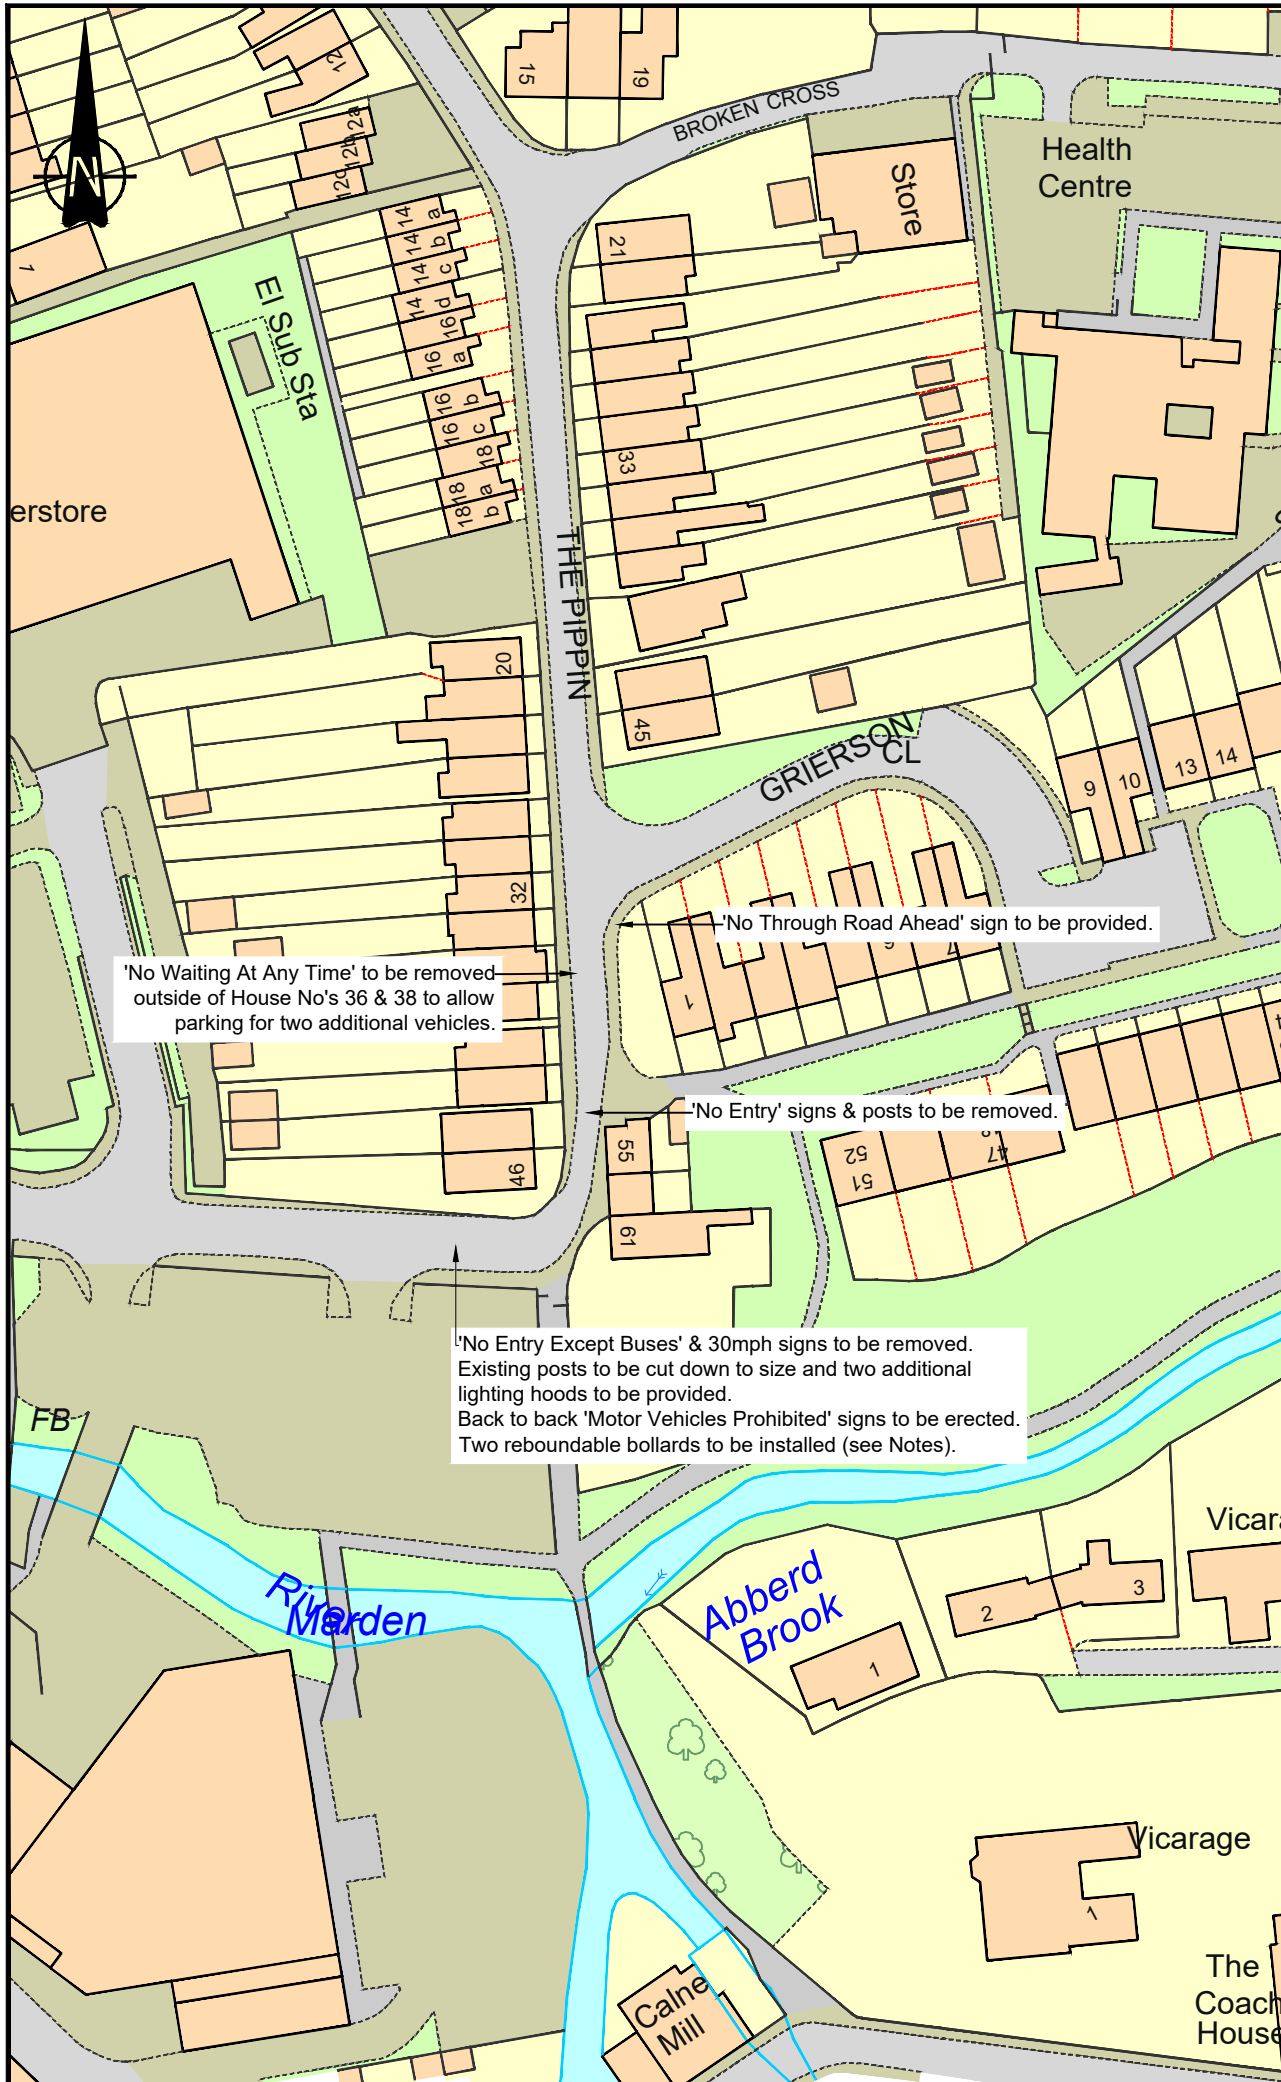 N
12
12a
12b
12c
15
19
BROKEN CROSS
Health
Centre
Store
7
14
a
14
b
14
c
14
d
16
16
a
16
b
16
c
18
18
a
18
b
El Sub Sta
erstore
21
33
45
THE PIPPIN
GRIERSON
CL
20
32
46
9
10
13
14
'No Through Road Ahead' sign to be provided.
'No Waiting At Any Time' to be removed
outside of House No's 36 & 38 to allow
parking for two additional vehicles.
1
6
7
'No Entry' signs & posts to be removed.
55
61
52
51
47
'No Entry Except Buses' & 30mph signs to be removed.
Existing posts to be cut down to size and two additional
lighting hoods to be provided.
Back to back 'Motor Vehicles Prohibited' signs to be erected.
Two reboundable bollards to be installed (see Notes).
FB
River
Marden
Abberd
Brook
1
2
3
Vicara
Vicarage
1
The
Coach
House
Calne
Mill